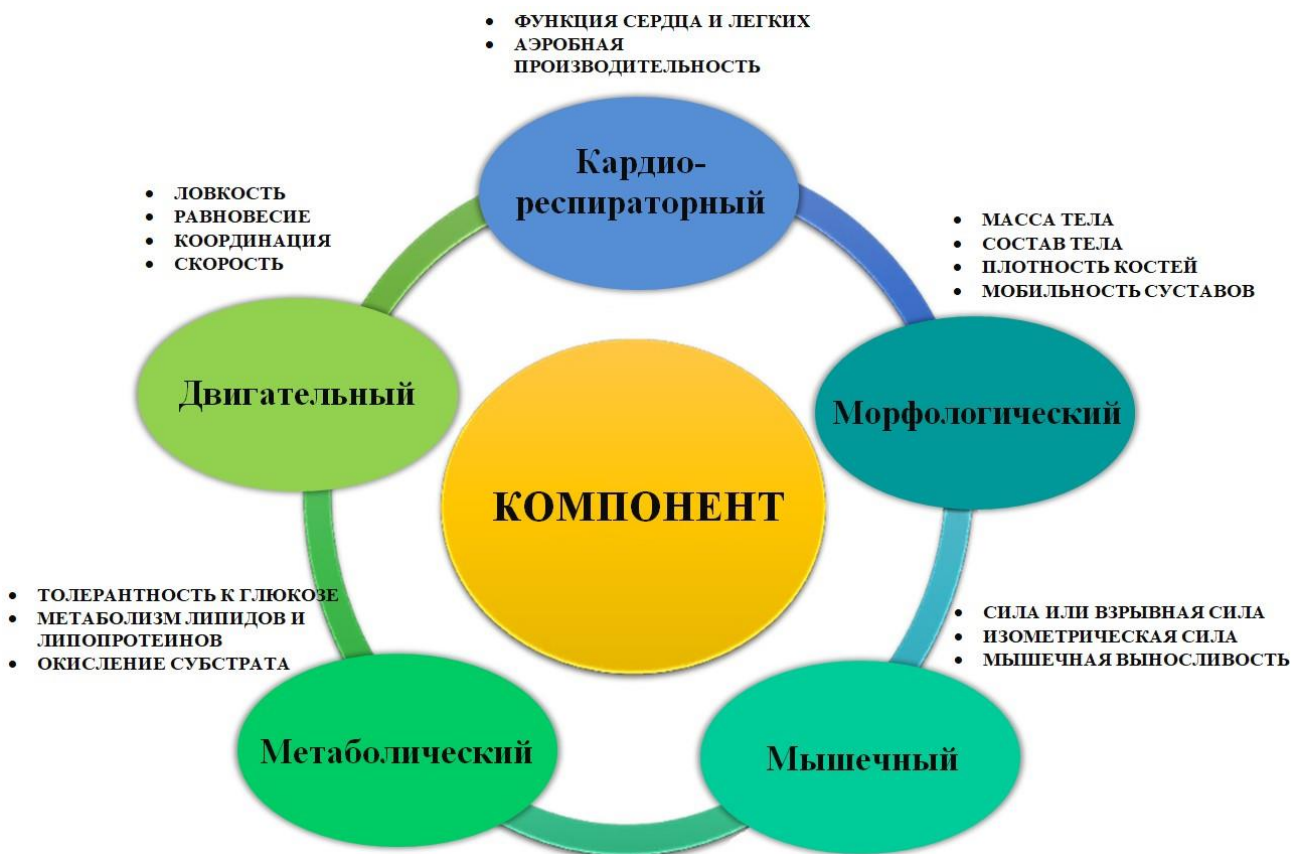 • ФУНКЦИЯ СЕРДЦА И ЛЕГКИХ
• АЭРОБНАЯ
ПРОИЗВОДИТЕЛЬНОСТЬ
Кардио-
респираторный
• ЛОВКОСТЬ
• РАВНОВЕСИЕ
• КООРДИНАЦИЯ
• СКОРОСТЬ
• МАССА ТЕЛА
• СОСТАВ ТЕЛА
• ПЛОТНОСТЬ КОСТЕЙ
• МОБИЛЬНОСТЬ СУСТАВОВ
Двигательный
Морфологический
КОМПОНЕНТ
• ТОЛЕРАНТНОСТЬ К ГЛЮКОЗЕ
• МЕТАБОЛИЗМ ЛИПИДОВ И
ЛИПОПРОТЕИНОВ
• ОКИСЛЕНИЕ СУБСТРАТА
• СИЛА ИЛИ ВЗРЫВНАЯ СИЛА
• ИЗОМЕТРИЧЕСКАЯ СИЛА
• МЫШЕЧНАЯ ВЫНОСЛИВОСТЬ
Метаболический
Мышечный